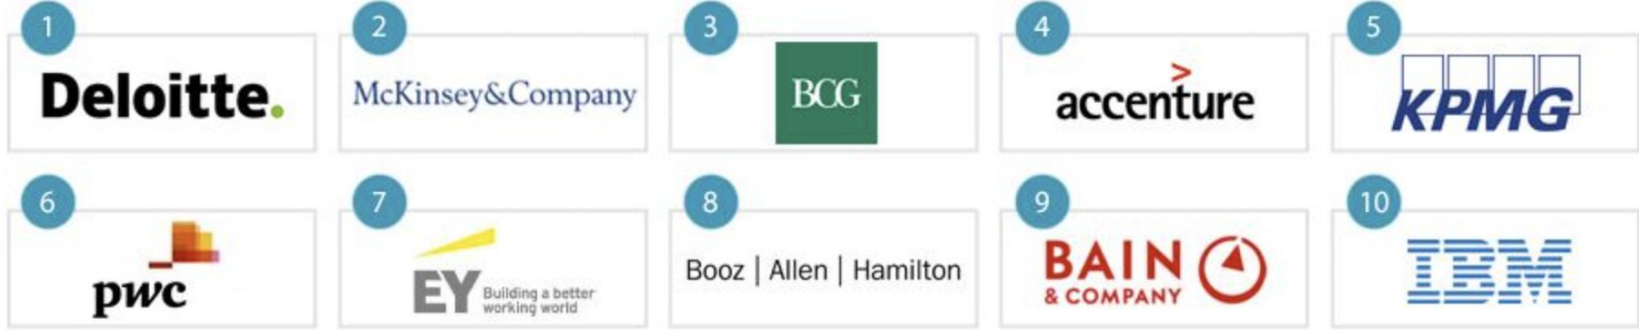 1
Deloitte.
2
McKinsey&Company
3
BCG
4
>
accenture
5
KPMG
6
pwc
7
EY Building a better
working world
8
Booz | Allen | Hamilton
9
BAIN
& COMPANY
10
IBM